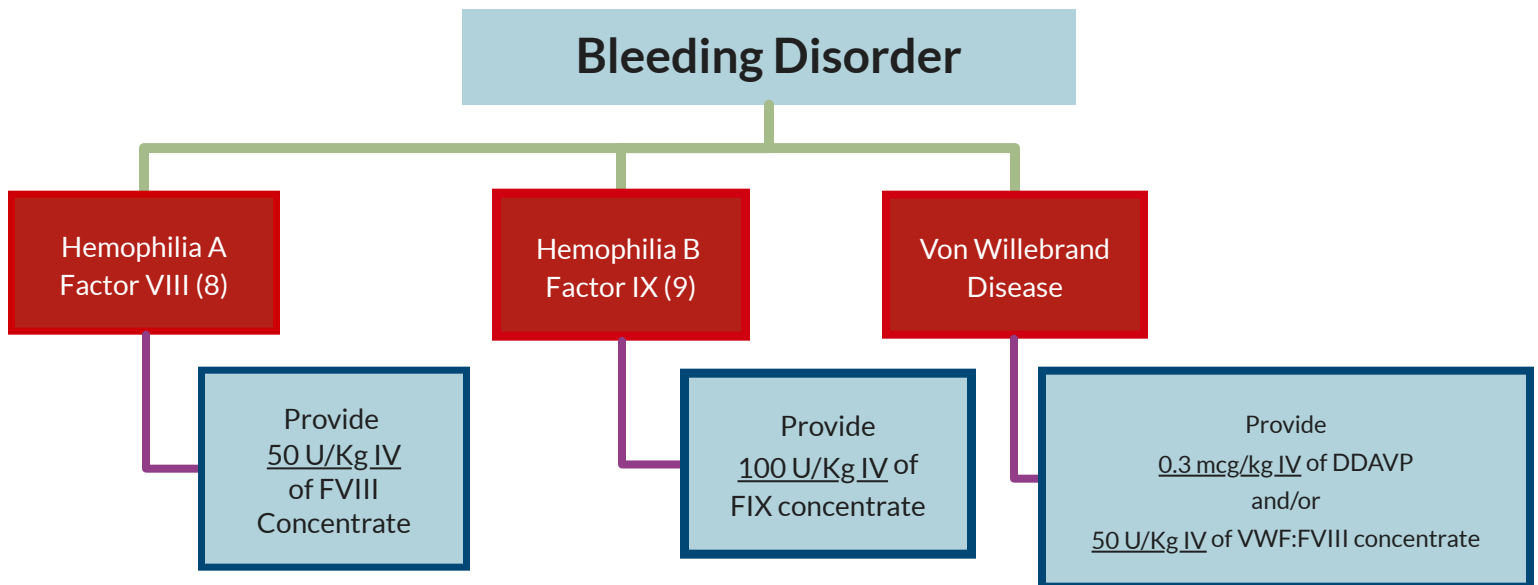 Bleeding Disorder
Hemophilia A
Factor VIII (8)
Hemophilia B
Factor IX (9)
Von Willebrand
Disease
Provide
50 U/Kg IV
of FVIII
Concentrate
Provide
100 U/Kg IV of
FIX concentrate
Provide
0.3 mcg/kg IV of DDAVP
and/or
50 U/Kg IV of VWF:FVIII concentrate